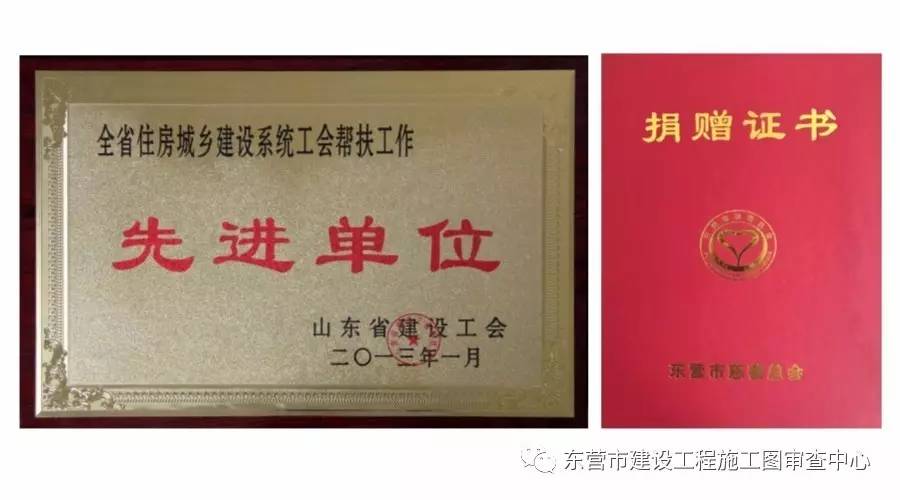 全省住房城乡建设系统工会帮扶工作
先进单位
山东省建设工会
二〇一三年一月
捐赠证书
东营市慈善总会
东营市建设工程施工图审查中心